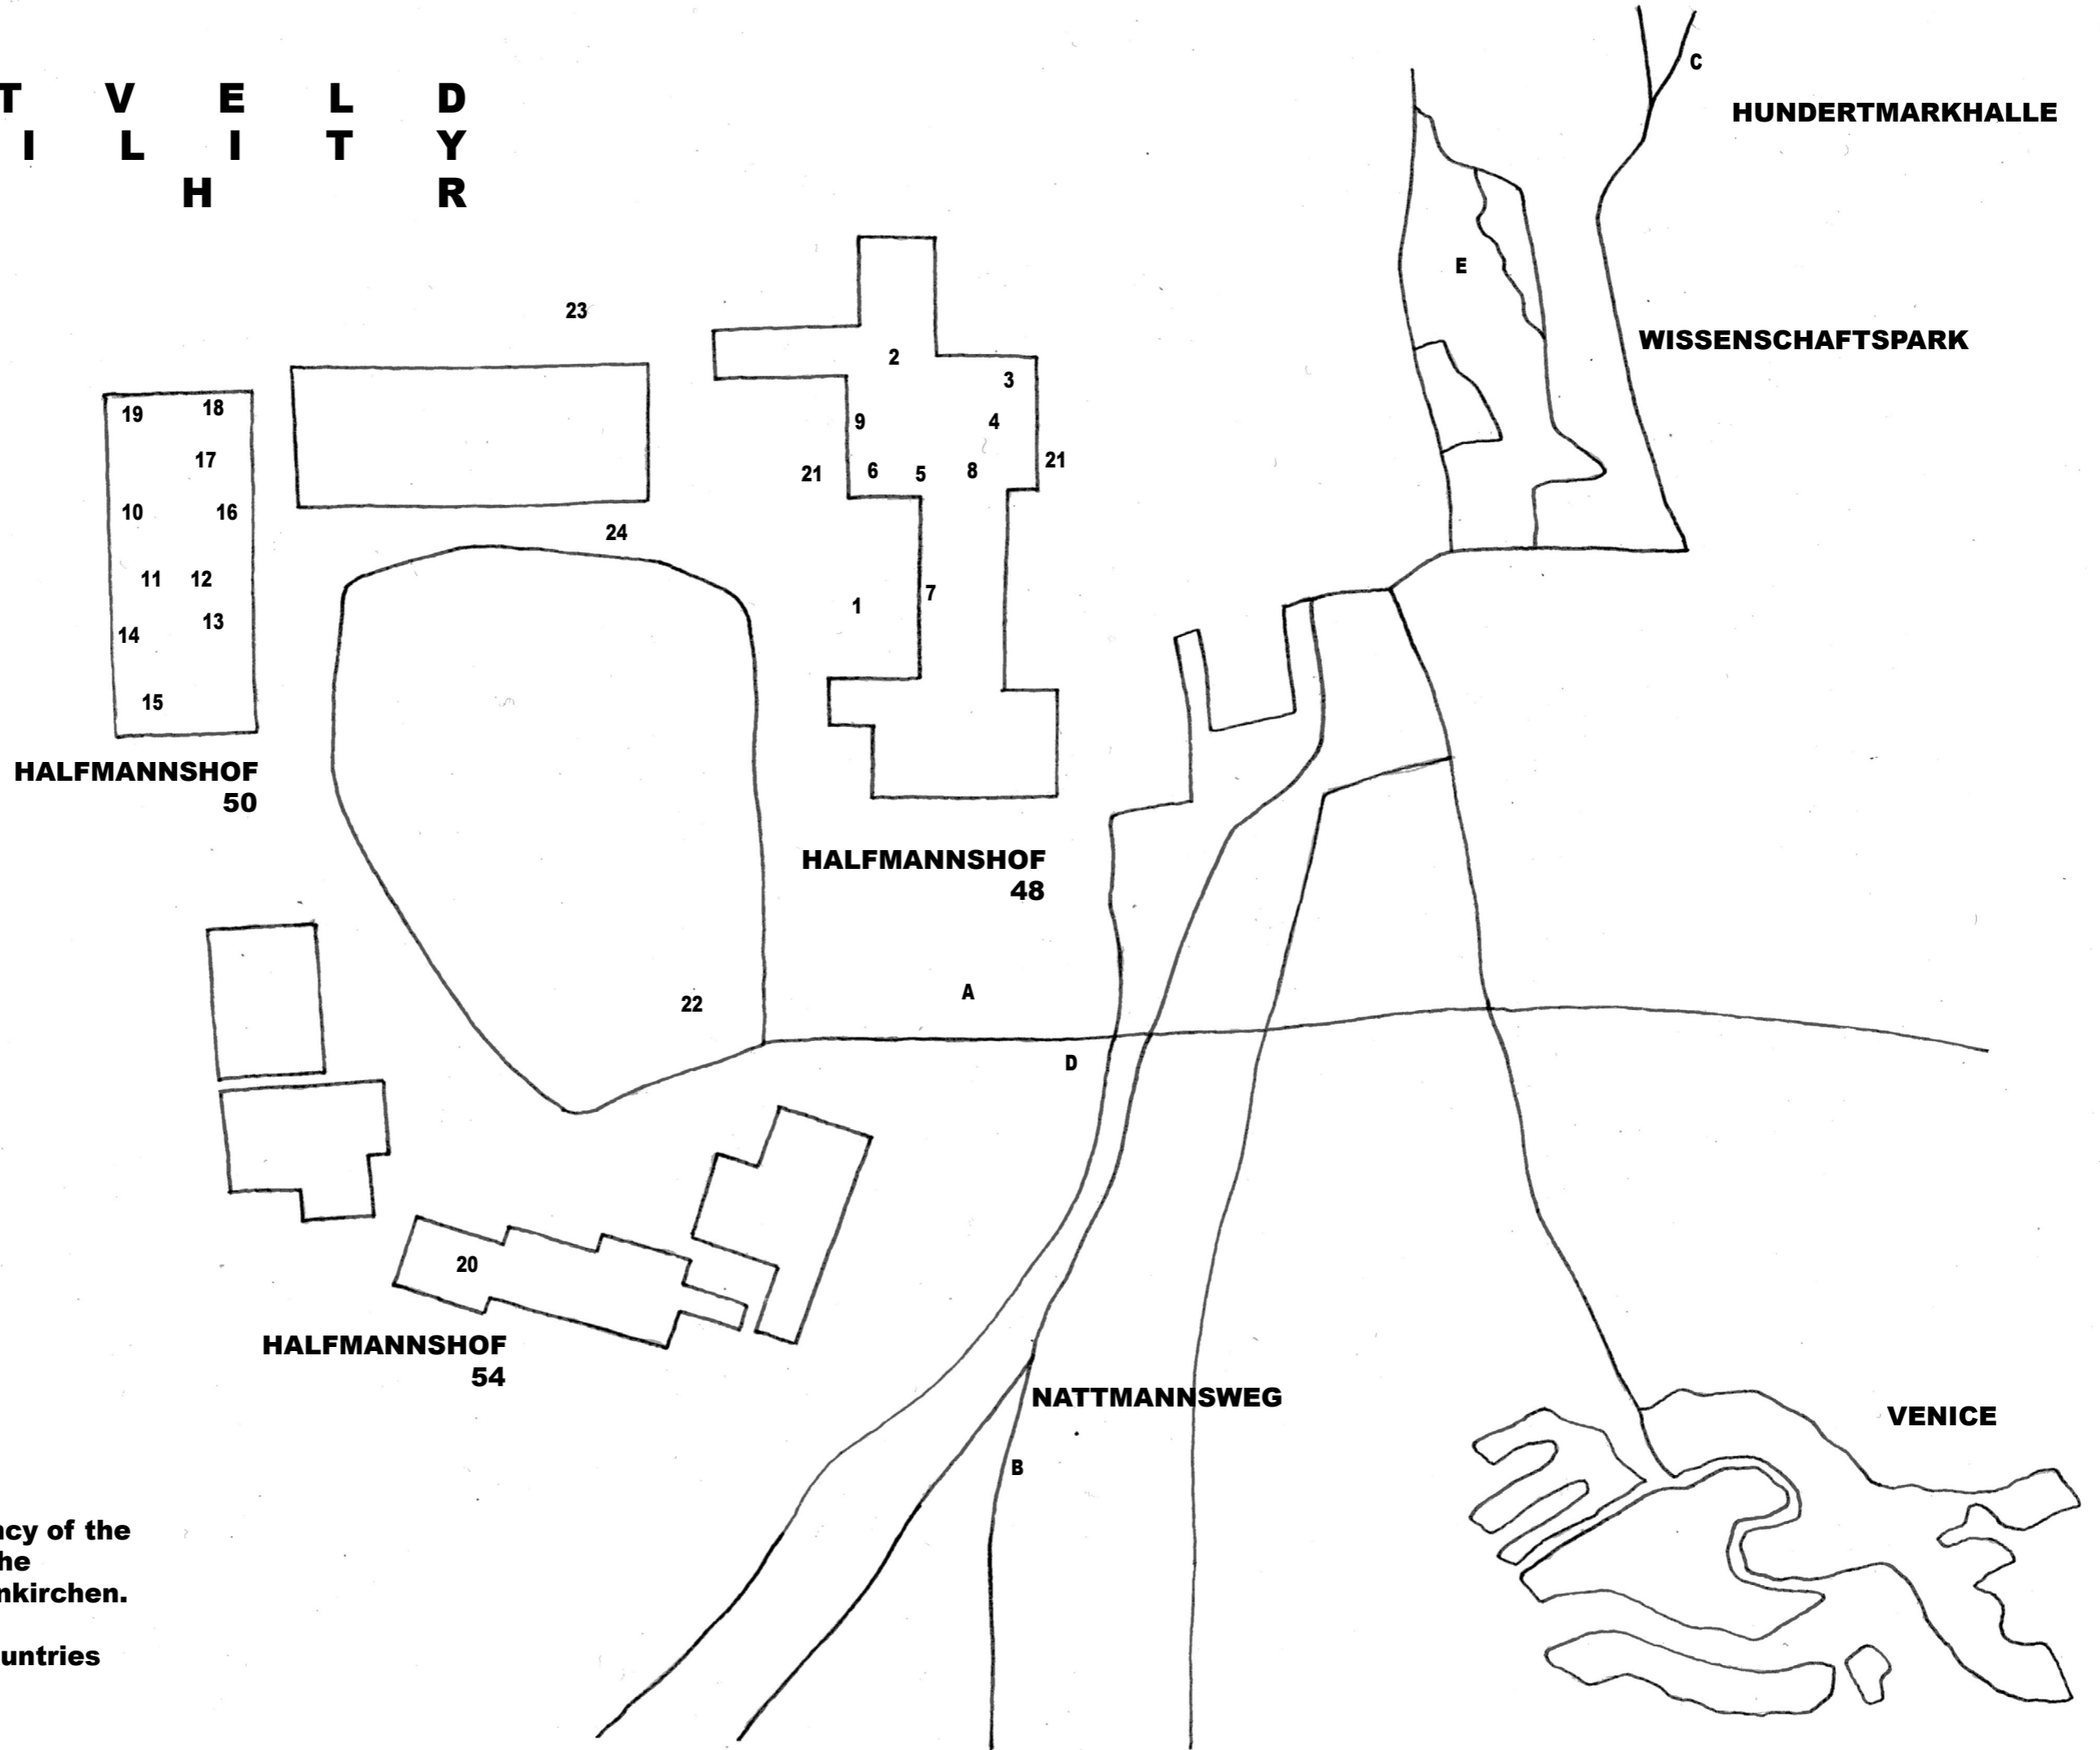 T V E L D
I L I T Y
H R
C
HUNDERTMARKHALLE
E
23
WISSENSCHAFTSPARK
2
3
19 18
9 4
17
21 6 5 8 21
10 16
24
11 12
7
1
13
14
15
HALFMANNSHOF
50
HALFMANNSHOF
48
A
22
D
20
HALFMANNSHOF
54
NATTMANNSWEG
VENICE
B
ncy of the
he
nkirchen.
untries